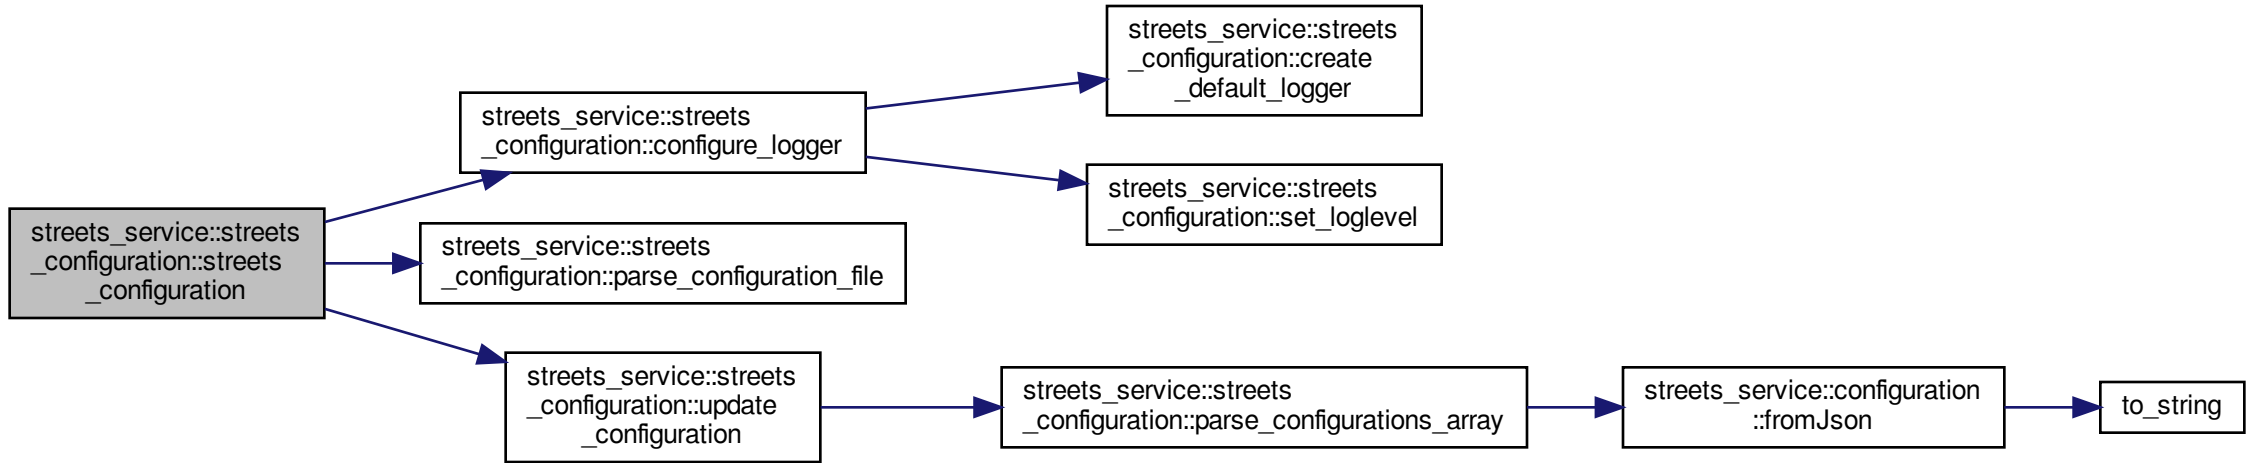 streets_service::streets
_configuration::streets
_configuration
streets_service::streets
_configuration::configure_logger
streets_service::streets
_configuration::create
_default_logger
streets_service::streets
_configuration::set_loglevel
streets_service::streets
_configuration::parse_configuration_file
streets_service::streets
_configuration::update
_configuration
streets_service::streets
_configuration::parse_configurations_array
streets_service::configuration
::fromJson
to_string